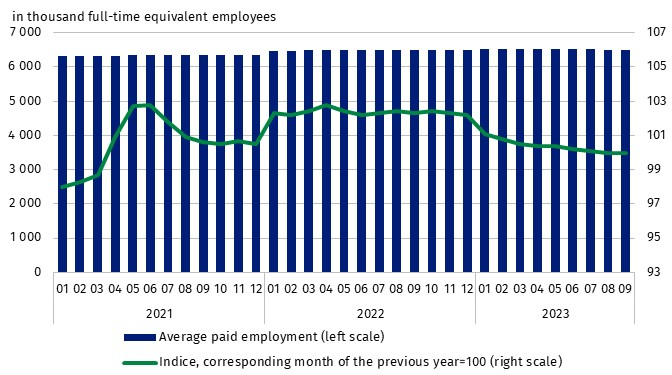 in thousand full-time equivalent employees
7 000 107
6 000 105
5 000 103
4 000 101
3 000 99
2 000 97
1 000 95
0 93
01 02 03 04 05 06 07 08 09 10 11 12 01 02 03 04 05 06 07 08 09 10 11 12 01 02 03 04 05 06 07 08 09
2021 2022 2023
Average paid employment (left scale)
Indice, corresponding month of the previous year=100 (right scale)